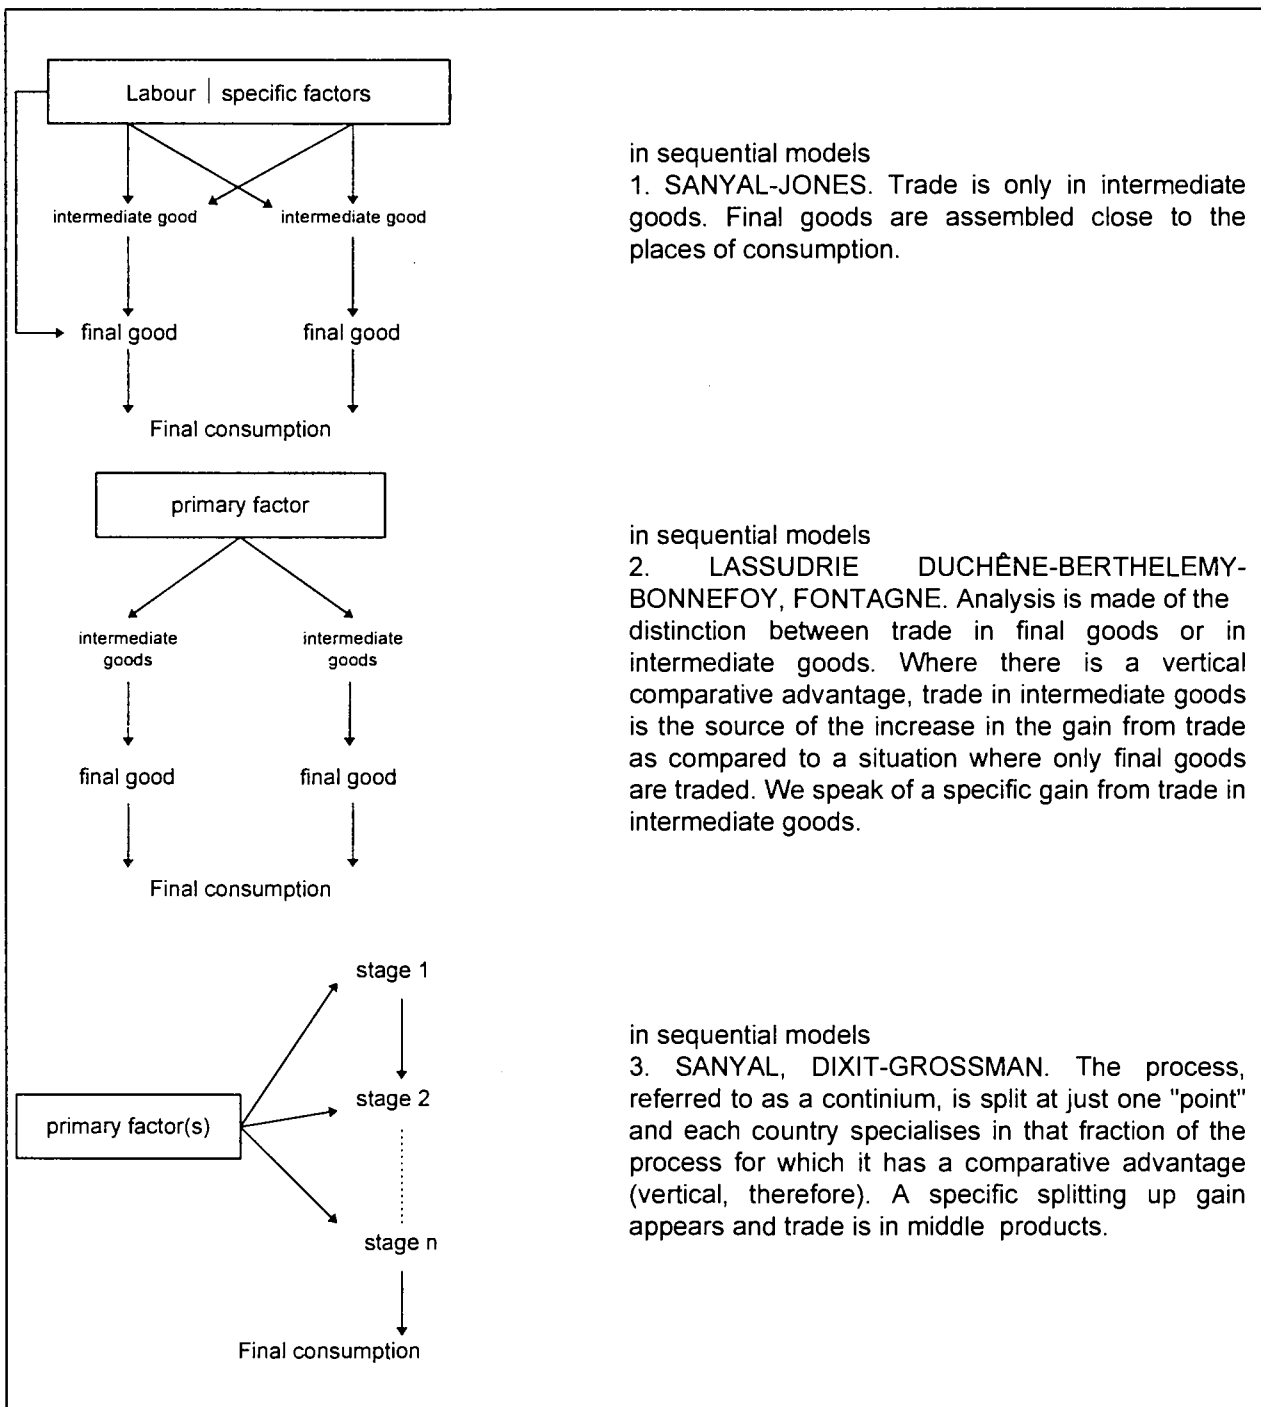 Labour | specific factors
intermediate good intermediate good
final good final good
Final consumption
in sequential models
1. SANYAL-JONES. Trade is only in intermediate
goods. Final goods are assembled close to the
places of consumption.
primary factor
intermediate goods intermediate goods
final good final good
Final consumption
in sequential models
2. LASSUDRIE DUCHÊNE-BERTHELEMY-
BONNEFOY, FONTAGNE. Analysis is made of the
distinction between trade in final goods or in
intermediate goods. Where there is a vertical
comparative advantage, trade in intermediate goods
is the source of the increase in the gain from trade
as compared to a situation where only final goods
are traded. We speak of a specific gain from trade in
intermediate goods.
stage 1
stage 2
primary factor(s)
stage n
Final consumption
in sequential models
3. SANYAL, DIXIT-GROSSMAN. The process,
referred to as a continium, is split at just one "point"
and each country specialises in that fraction of the
process for which it has a comparative advantage
(vertical, therefore). A specific splitting up gain
appears and trade is in middle products.